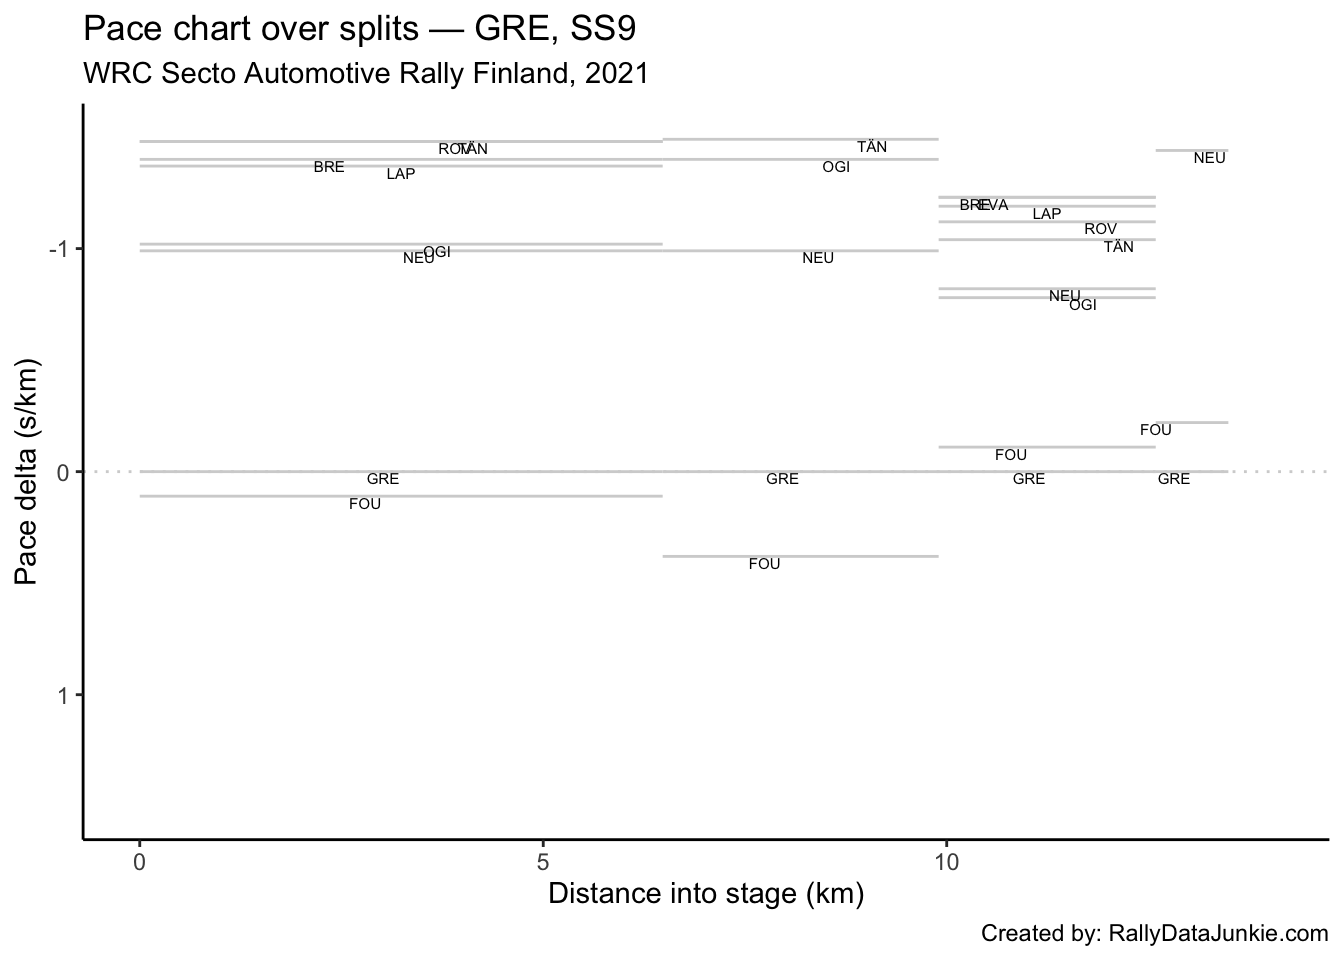 Pace chart over splits — GRE, SS9
WRC Secto Automotive Rally Finland, 2021
Pace delta (s/km)
-1
0
1
ROV TÄN
BRE
LAP
OGI
NEU
TÄN
OGI
NEU
BRE EVA
LAP
ROV
TÄN
NEU
OGI
NEU
FOU
FOU
GRE GRE GRE GRE
FOU
FOU
0 5 10
Distance into stage (km)
Created by: RallyDataJunkie.com